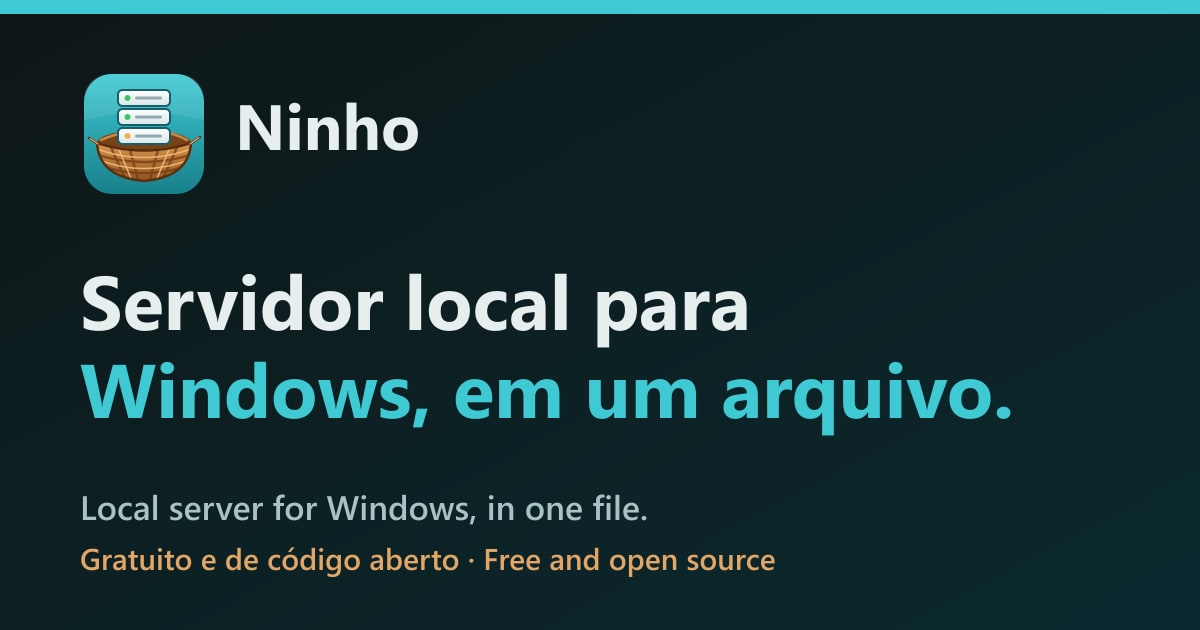 Ninho
Servidor local para
Windows, em um arquivo.
Local server for Windows, in one file.
Gratuito e de código aberto · Free and open source